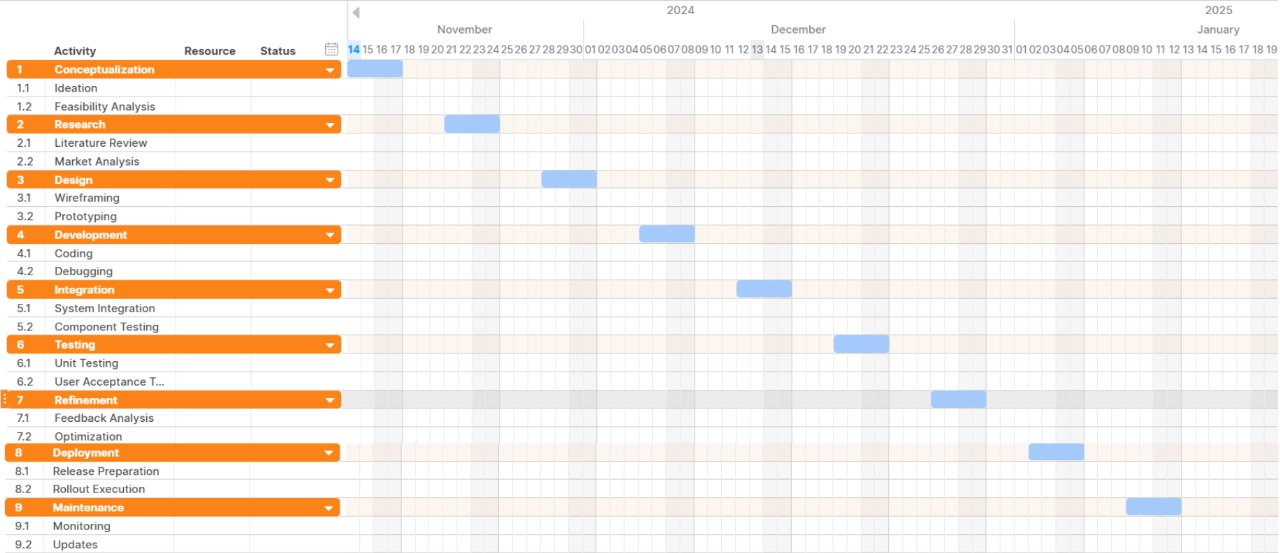 2024 2025
November December January
Activity Resource Status 14 15 16 17 18 19 20 21 22 23 24 25 26 27 28 29 30 01 02 03 04 05 06 07 08 09 10 11 12 13 14 15 16 17 18 19 20 21 22 23 24 25 26 27 28 29 30 31 01 02 03 04 05 06 07 08 09 10 11 12 13 14 15 16 17 18 19
1 Conceptualization
1.1 Ideation
1.2 Feasibility Analysis
2 Research
2.1 Literature Review
2.2 Market Analysis
3 Design
3.1 Wireframing
3.2 Prototyping
4 Development
4.1 Coding
4.2 Debugging
5 Integration
5.1 System Integration
5.2 Component Testing
6 Testing
6.1 Unit Testing
6.2 User Acceptance T...
7 Refinement
7.1 Feedback Analysis
7.2 Optimization
8 Deployment
8.1 Release Preparation
8.2 Rollout Execution
9 Maintenance
9.1 Monitoring
9.2 Updates